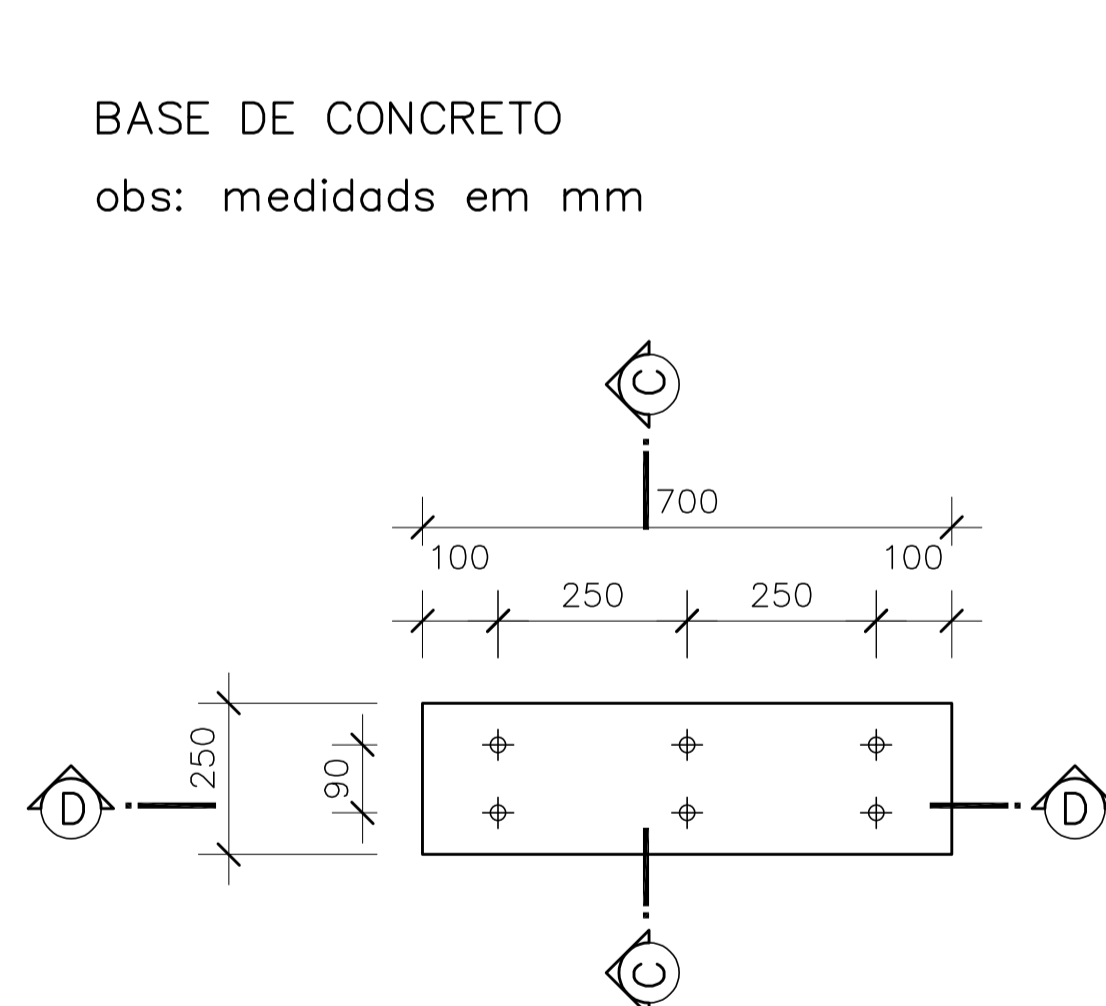 BASE DE CONCRETO
obs: medidads em mm
C
700
100 100
250 250
250
90
D D
C